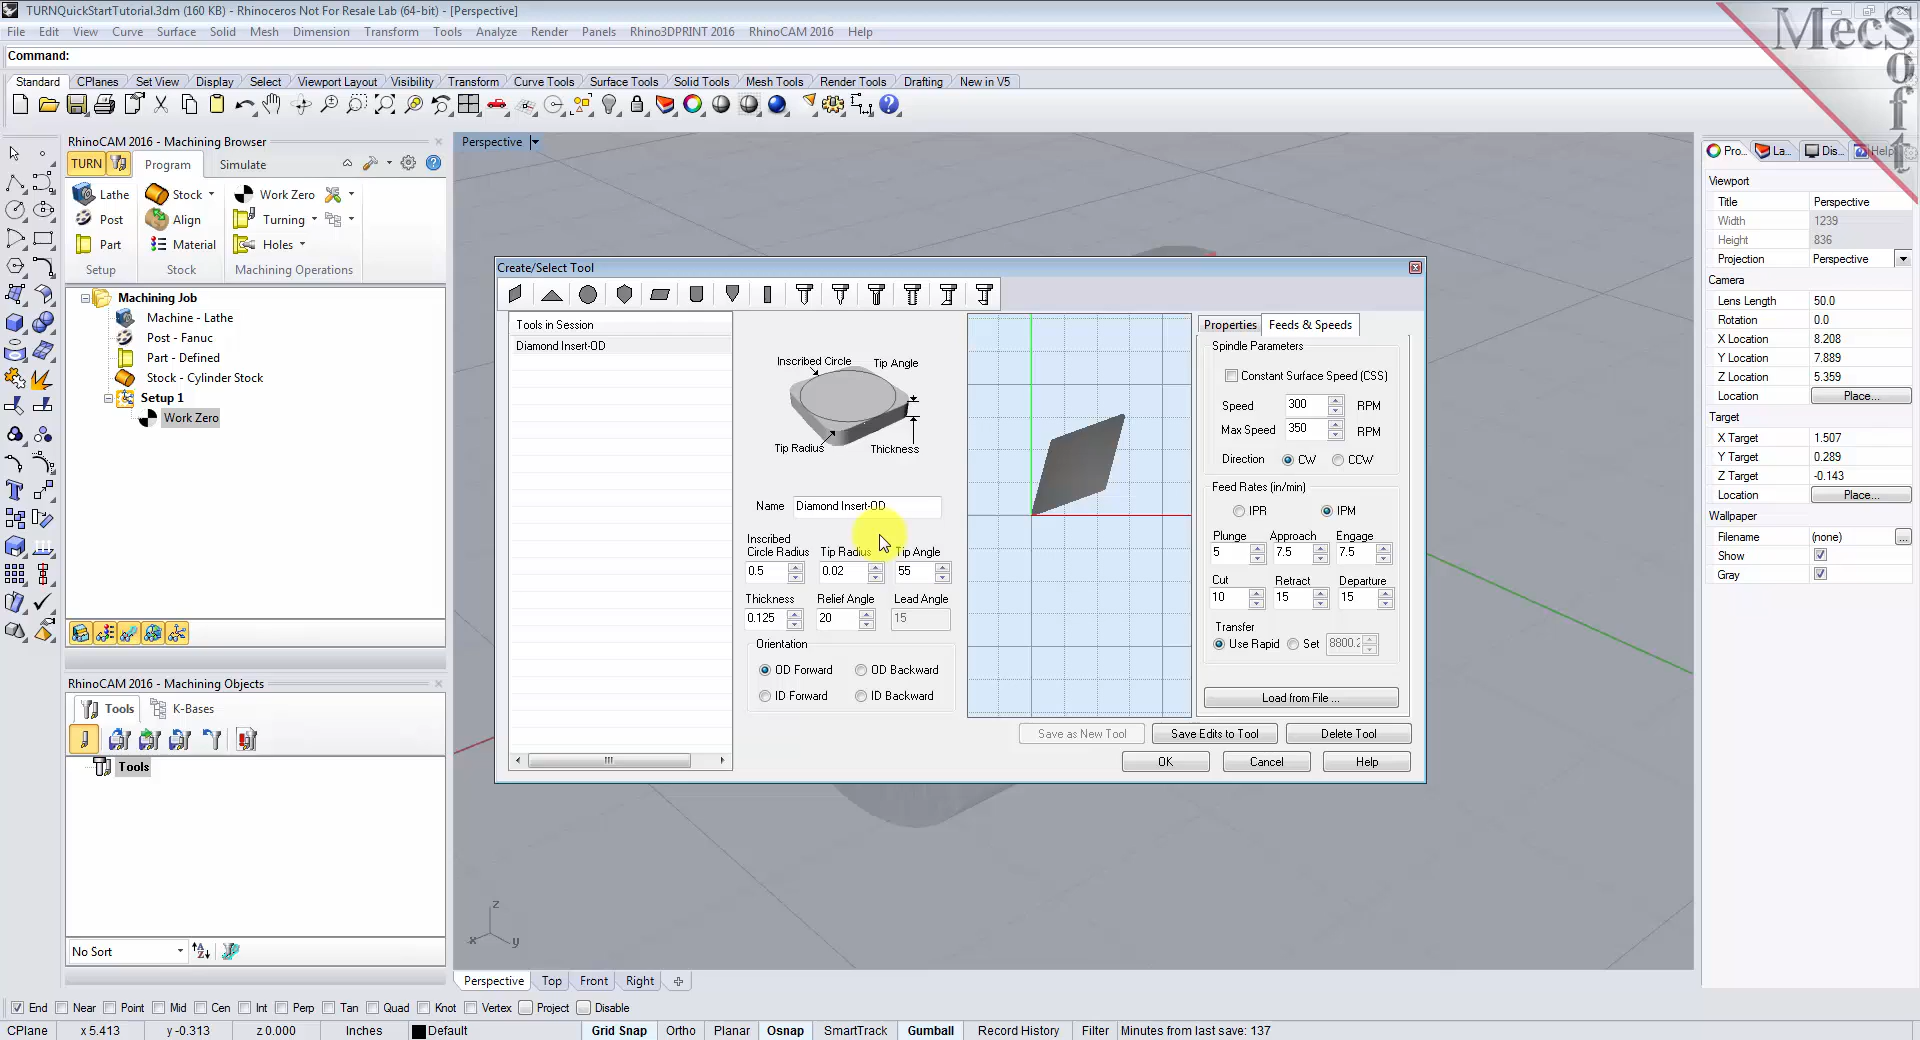 TURNQuickStartTutorial.3dm (160 KB) - Rhinoceros Not For Resale Lab (64-bit) - [Perspective]
File Edit View Curve Surface Solid Mesh Dimension Transform Tools Analyze Render Panels Rhino3DPRINT 2016 RhinoCAM 2016 Help
MecSoft
Command:
Standard CPlanes Set View Display Select Viewport Layout Visibility Transform Curve Tools Surface Tools Solid Tools Mesh Tools Render Tools Drafting New in V5
RhinoCAM 2016 - Machining Browser
TURN Program Simulate
Lathe Stock Work Zero
Post Align Turning
Part Material Holes
Setup Stock Machining Operations
Machining Job
Machine - Lathe
Post - Fanuc
Part - Defined
Stock - Cylinder Stock
Setup 1
Work Zero
RhinoCAM 2016 - Machining Objects
Tools K-Bases
Tools
No Sort
Perspective
Create/Select Tool
Tools in Session
Diamond Insert-OD
Inscribed Circle Tip Angle
Tip Radius Thickness
Name Diamond Insert-OD
Inscribed
Circle Radius Tip Radius Tip Angle
0.5 0.02 55
Thickness Relief Angle Lead Angle
0.125 20 15
Orientation
OD Forward OD Backward
ID Forward ID Backward
Properties Feeds & Speeds
Spindle Parameters
Constant Surface Speed (CSS)
Speed 300 RPM
Max Speed 350 RPM
Direction CW CCW
Feed Rates (in/min)
IPR IPM
Plunge Approach Engage
5 7.5 7.5
Cut Retract Departure
10 15 15
Transfer
Use Rapid Set 8800.2
Load from File ...
Save as New Tool Save Edits to Tool Delete Tool
OK Cancel Help
z
x y
Perspective Top Front Right
Pro... La... Dis... Help
Viewport
Title Perspective
Width 1239
Height 836
Projection Perspective
Camera
Lens Length 50.0
Rotation 0.0
X Location 8.208
Y Location 7.889
Z Location 5.359
Location Place...
Target
X Target 1.507
Y Target 0.289
Z Target -0.143
Location Place...
Wallpaper
Filename (none) ...
Show
Gray
End Near Point Mid Cen Int Perp Tan Quad Knot Vertex Project Disable
CPlane x 5.413 y -0.313 z 0.000 Inches Default Grid Snap Ortho Planar Osnap SmartTrack Gumball Record History Filter Minutes from last save: 137